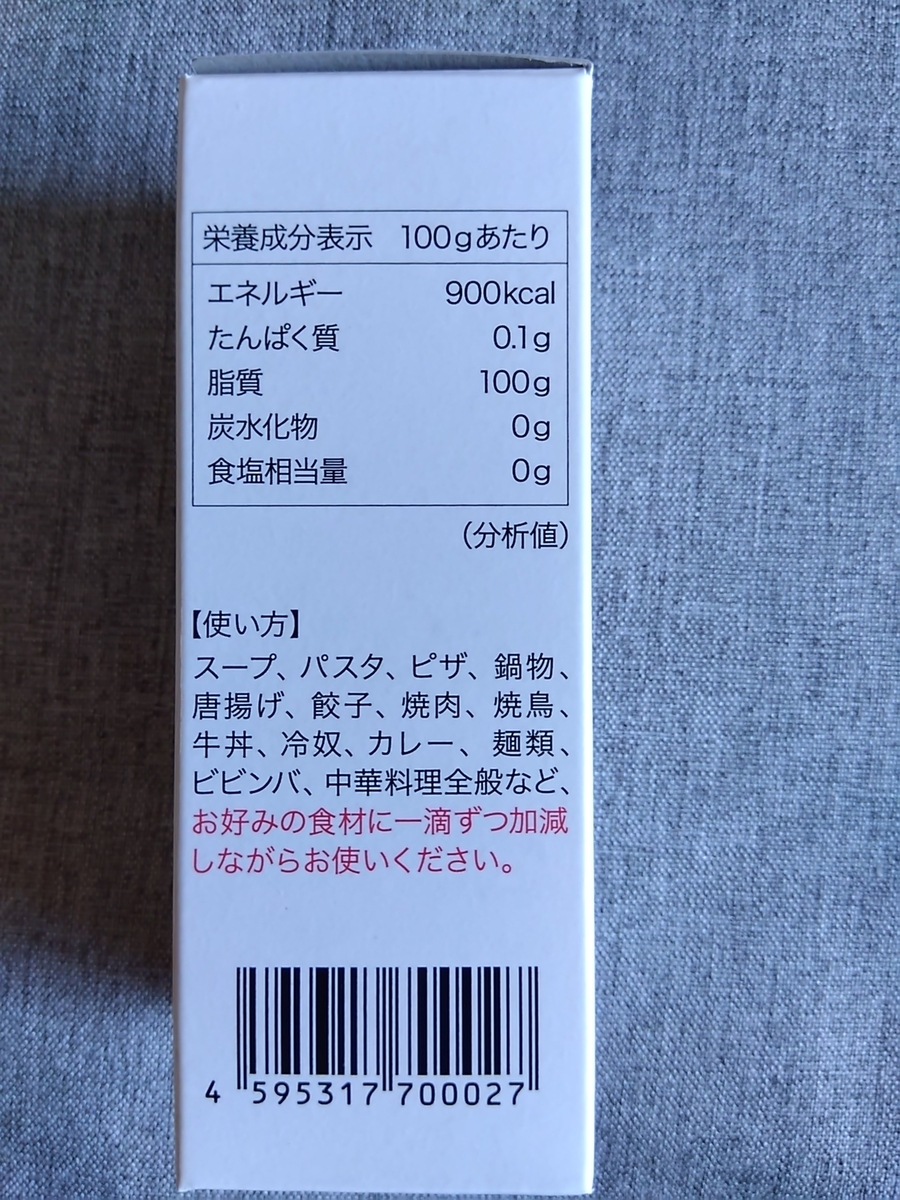 栄養成分表示 100gあたり
エネルギー 900kcal
たんぱく質 0.1g
脂質 100g
炭水化物 0g
食塩相当量 0g
(分析値)
【使い方】
スープ、パスタ、ピザ、鍋物、
唐揚げ、餃子、焼肉、焼鳥、
牛丼、冷奴、カレー、麺類、
ビビンバ、中華料理全般など、
お好みの食材に一滴ずつ加減
しながらお使いください。
4 595317 700027